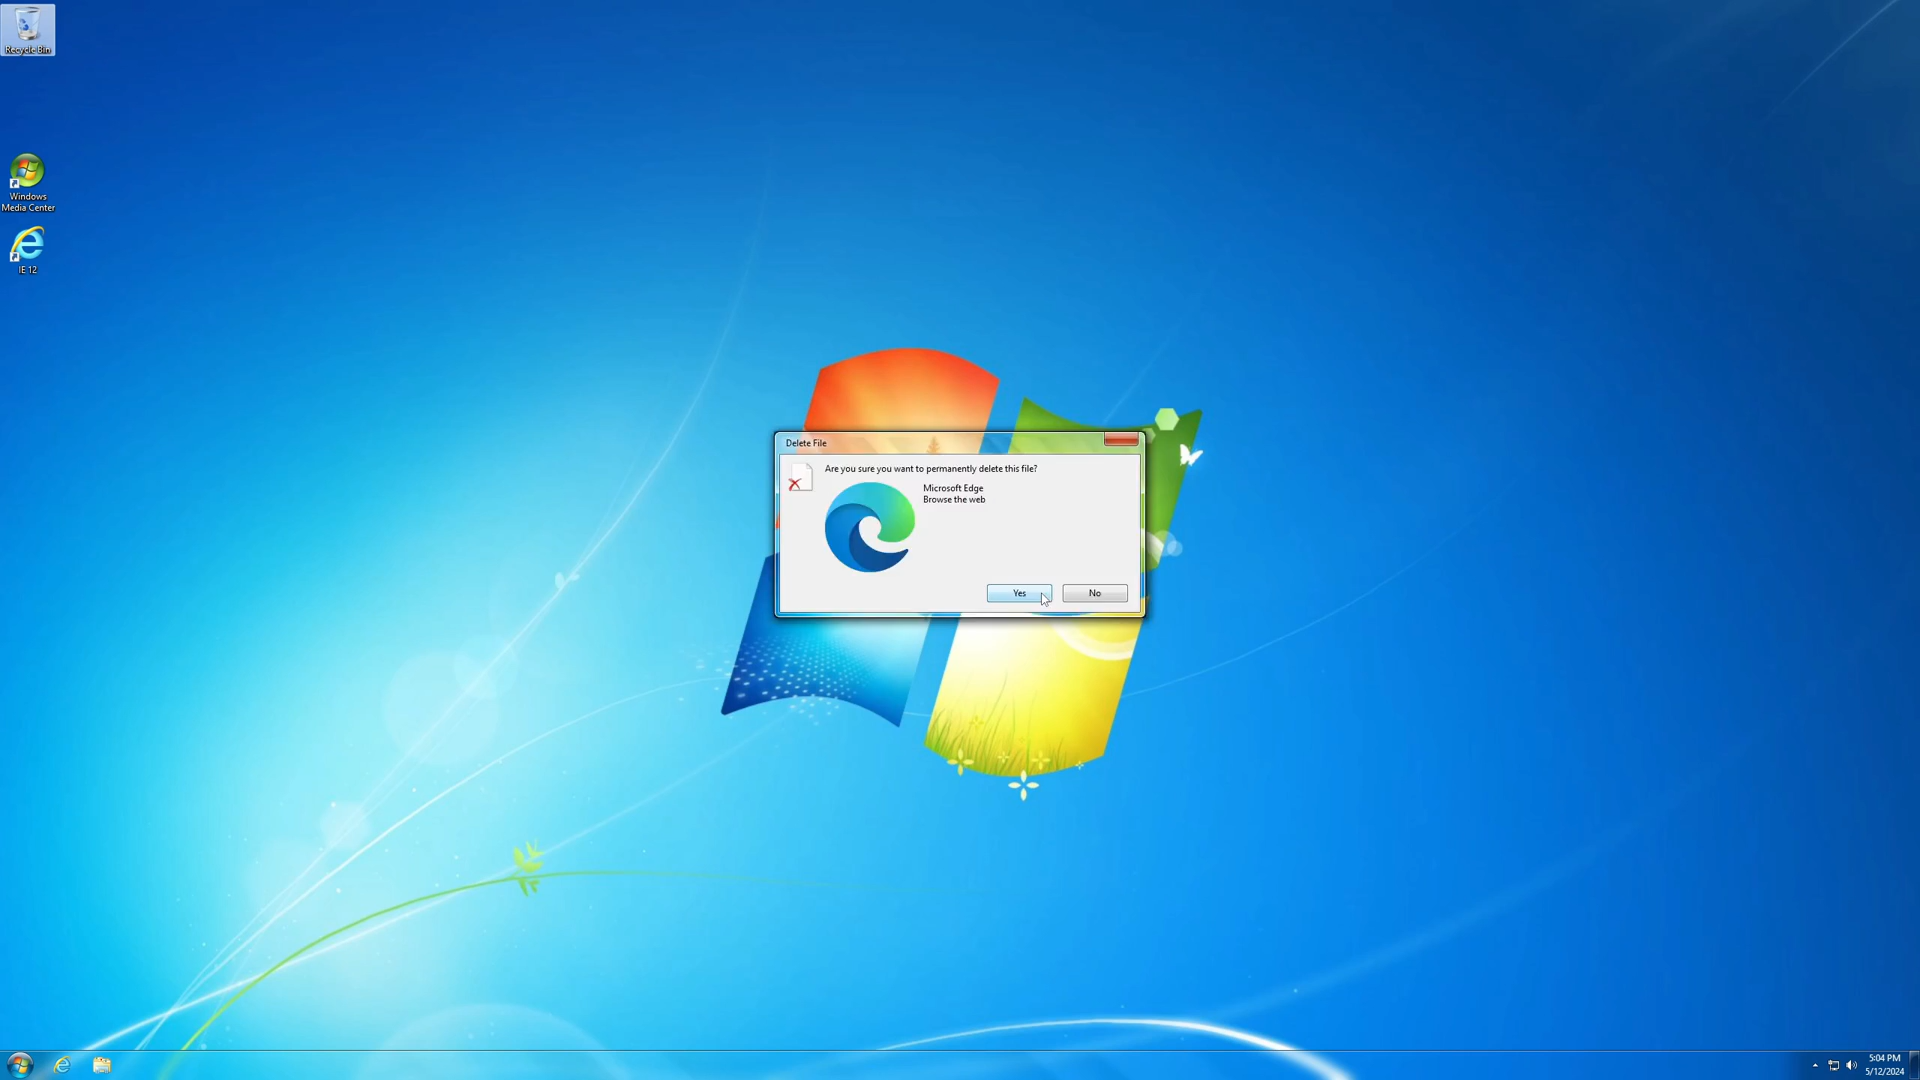 Recycle Bin
Windows
Media Center
IE 12
Delete File
Are you sure you want to permanently delete this file?
Microsoft Edge
Browse the web
Yes
No
5:04 PM
5/12/2024